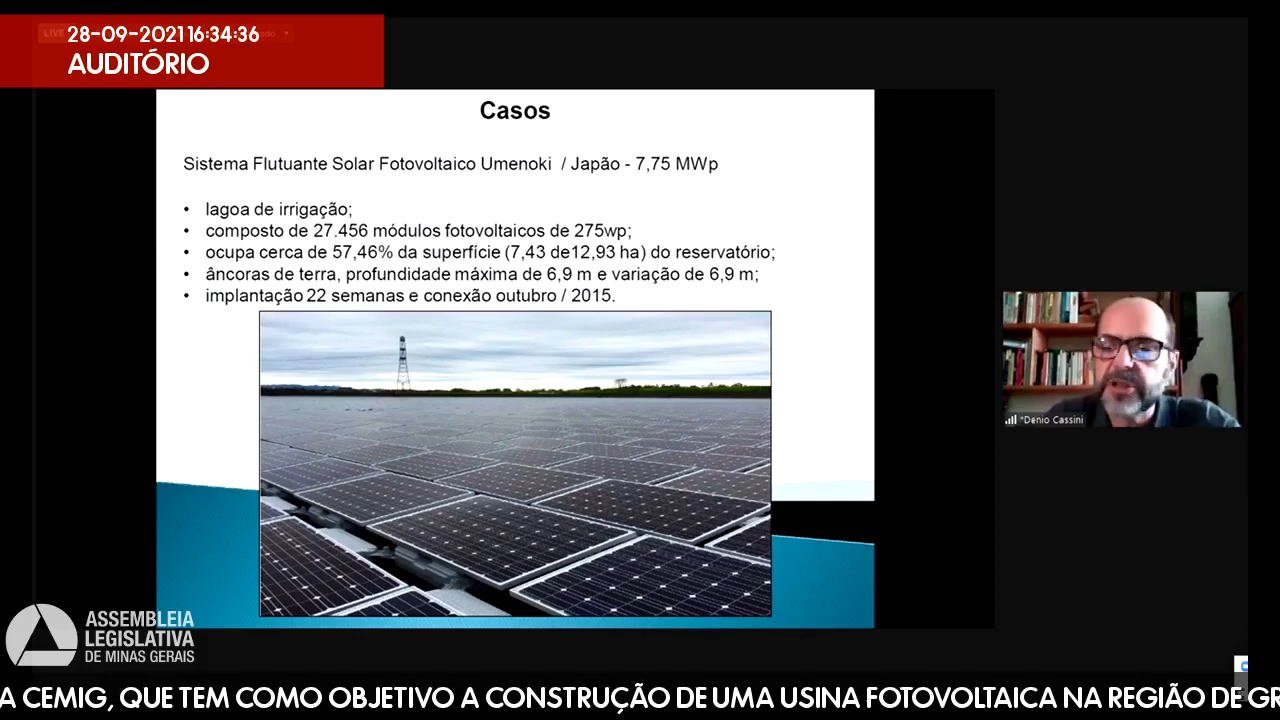 LIVE
28-09-2021 16:34:36
AUDITÓRIO
Casos
Sistema Flutuante Solar Fotovoltaico Umenoki / Japão - 7,75 MWp
• lagoa de irrigação;
• composto de 27.456 módulos fotovoltaicos de 275wp;
• ocupa cerca de 57,46% da superfície (7,43 de12,93 ha) do reservatório;
• âncoras de terra, profundidade máxima de 6,9 m e variação de 6,9 m;
• implantação 22 semanas e conexão outubro / 2015.
*Denio Cassini
ASSEMBLEIA
LEGISLATIVA
DE MINAS GERAIS
A CEMIG, QUE TEM COMO OBJETIVO A CONSTRUÇÃO DE UMA USINA FOTOVOLTAICA NA REGIÃO DE GR